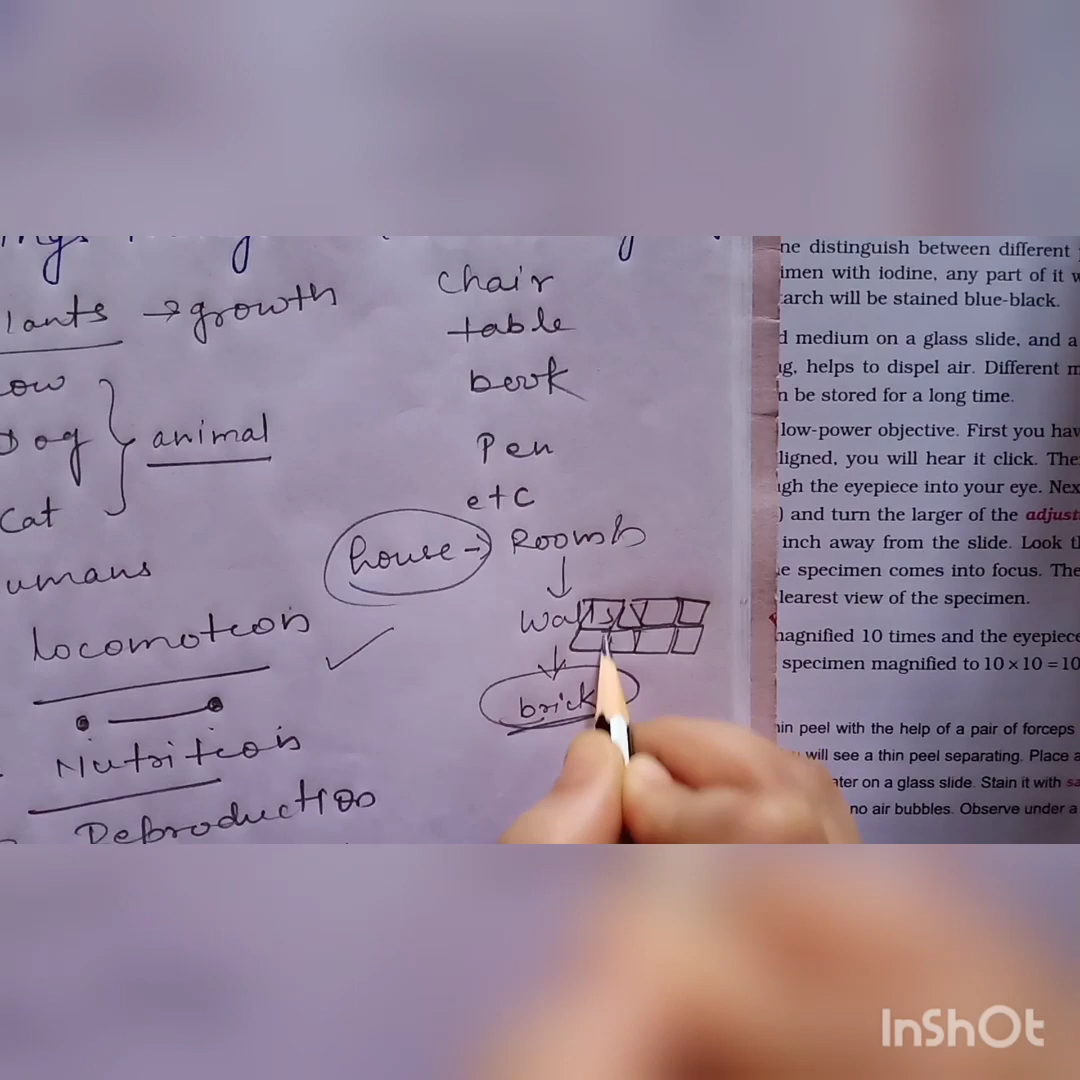 lants → growth
ow
Dog
animal
Cat
umans
locomotion
Nutrition
Reproduction
chair
table
book
Pen
etc
house → Rooms
walls
brick
ne distinguish between different
imen with iodine, any part of it
arch will be stained blue-black.
d medium on a glass slide, and a
g, helps to dispel air. Different
n be stored for a long time.
low-power objective. First you hav
ligned, you will hear it click. The
gh the eyepiece into your eye. Nex
) and turn the larger of the adjust
inch away from the slide. Look th
e specimen comes into focus. The
learest view of the specimen.
nagnified 10 times and the eyepiece
specimen magnified to 10 × 10 = 10
in peel with the help of a pair of forceps
will see a thin peel separating. Place a
ter on a glass slide. Stain it with sa
no air bubbles. Observe under a
InShOt